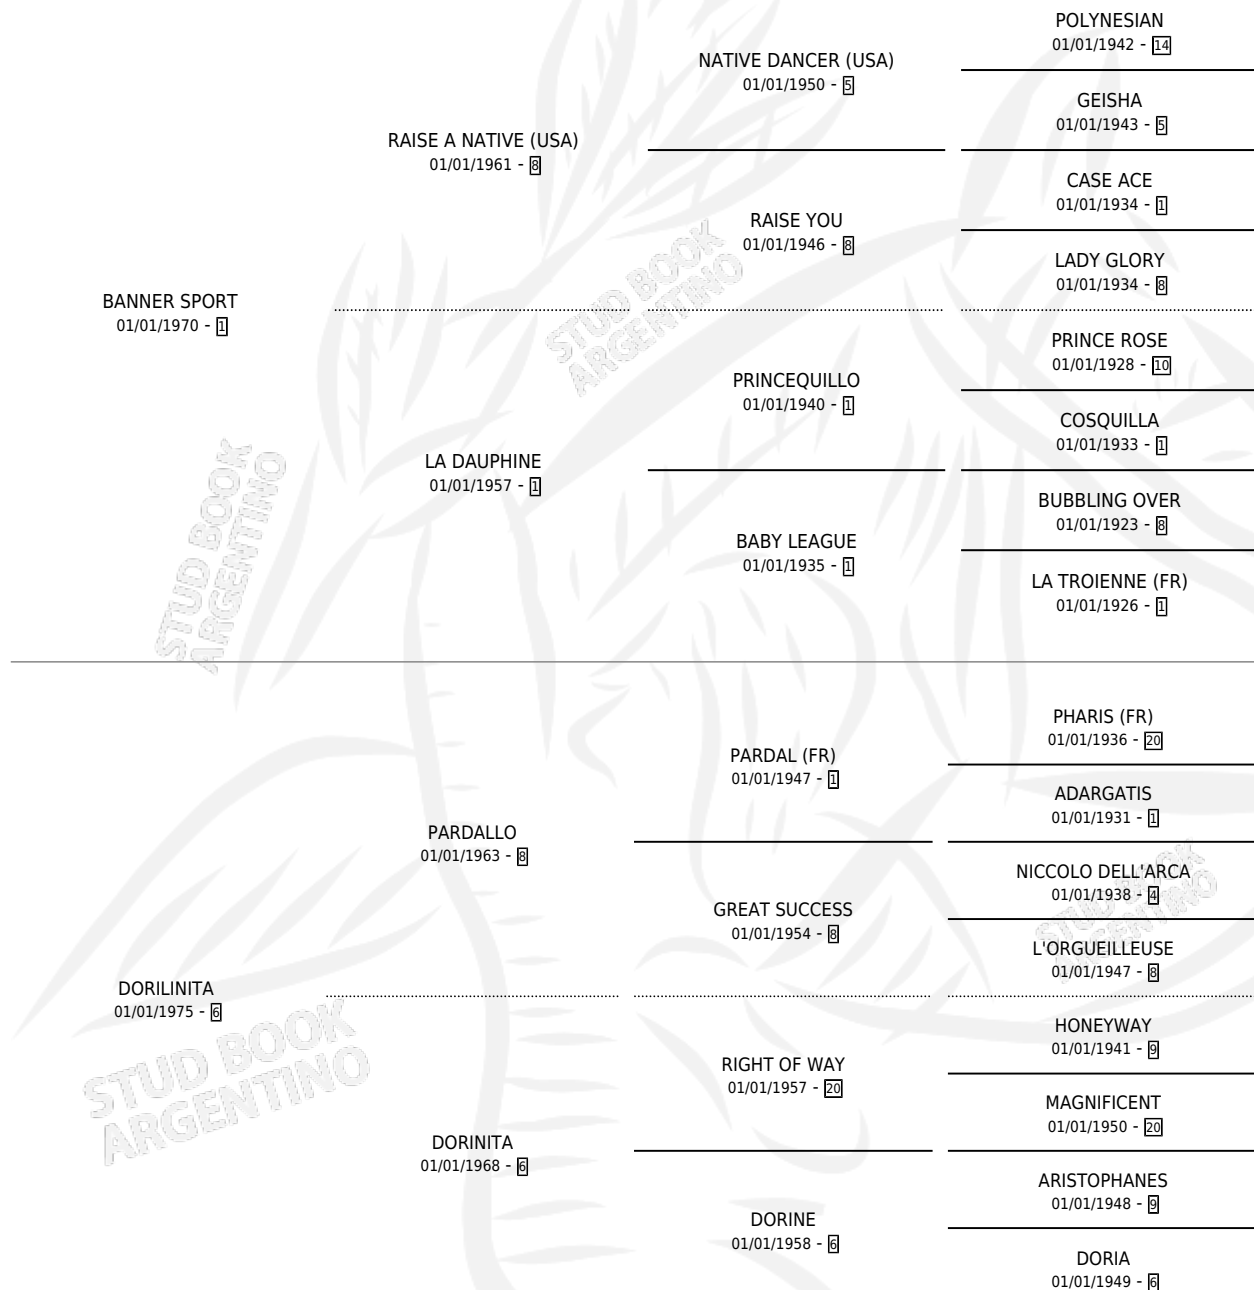 POLYNESIAN
01/01/1942 - 14
NATIVE DANCER (USA)
01/01/1950 - 5
GEISHA
01/01/1943 - 5
RAISE A NATIVE (USA)
01/01/1961 - 8
CASE ACE
01/01/1934 - 1
RAISE YOU
01/01/1946 - 8
LADY GLORY
01/01/1934 - 8
BANNER SPORT
01/01/1970 - 1
PRINCE ROSE
01/01/1928 - 10
PRINCEQUILLO
01/01/1940 - 1
COSQUILLA
01/01/1933 - 1
LA DAUPHINE
01/01/1957 - 1
BUBBLING OVER
01/01/1923 - 8
BABY LEAGUE
01/01/1935 - 1
LA TROIENNE (FR)
01/01/1926 - 1
PHARIS (FR)
01/01/1936 - 20
PARDAL (FR)
01/01/1947 - 1
ADARGATIS
01/01/1931 - 1
PARDALLO
01/01/1963 - 8
NICCOLO DELL'ARCA
01/01/1938 - 4
GREAT SUCCESS
01/01/1954 - 8
L'ORGUEILLEUSE
01/01/1947 - 8
DORILINITA
01/01/1975 - 6
HONEYWAY
01/01/1941 - 9
RIGHT OF WAY
01/01/1957 - 20
MAGNIFICENT
01/01/1950 - 20
DORINITA
01/01/1968 - 6
ARISTOPHANES
01/01/1948 - 9
DORINE
01/01/1958 - 6
DORIA
01/01/1949 - 6
STUD BOOK
ARGENTINO
STUD BOOK
ARGENTINO
STUD BOOK
ARGENTINO
STUD BOOK
ARGENTINO